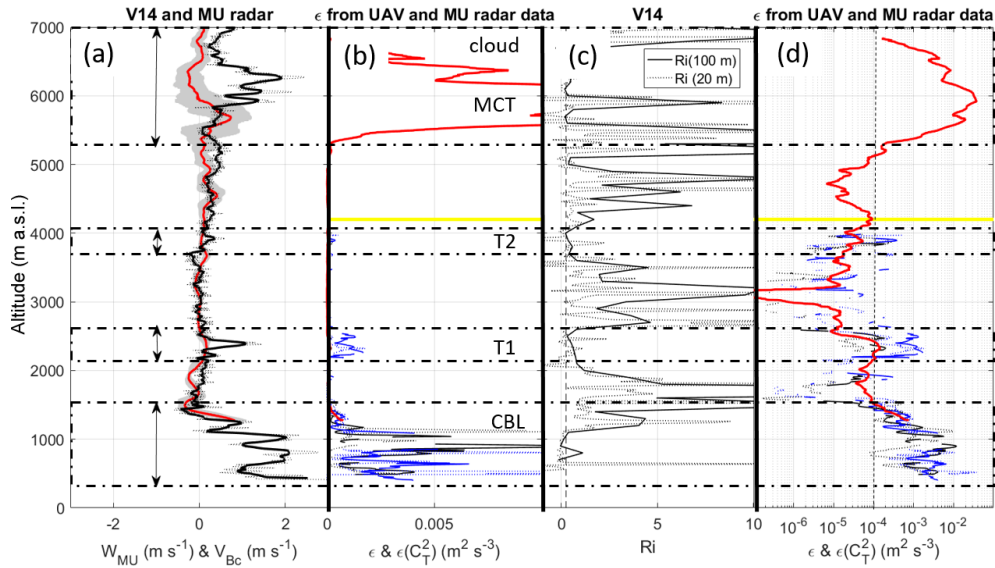 V14 and MU radar
ϵ from UAV and MU radar data
V14
ϵ from UAV and MU radar data
(a)
(b)
(c)
(d)
cloud
MCT
T2
T1
CBL
Ri(100 m)
Ri (20 m)
Altitude (m a.s.l.)
7000
6000
5000
4000
3000
2000
1000
0
-2
0
2
0
0.005
0
5
10
10^-6
10^-5
10^-4
10^-3
10^-2
W_MU (m s^-1) & V_Bc (m s^-1)
ϵ & ϵ(C_T^2) (m^2 s^-3)
Ri
ϵ & ϵ(C_T^2) (m^2 s^-3)